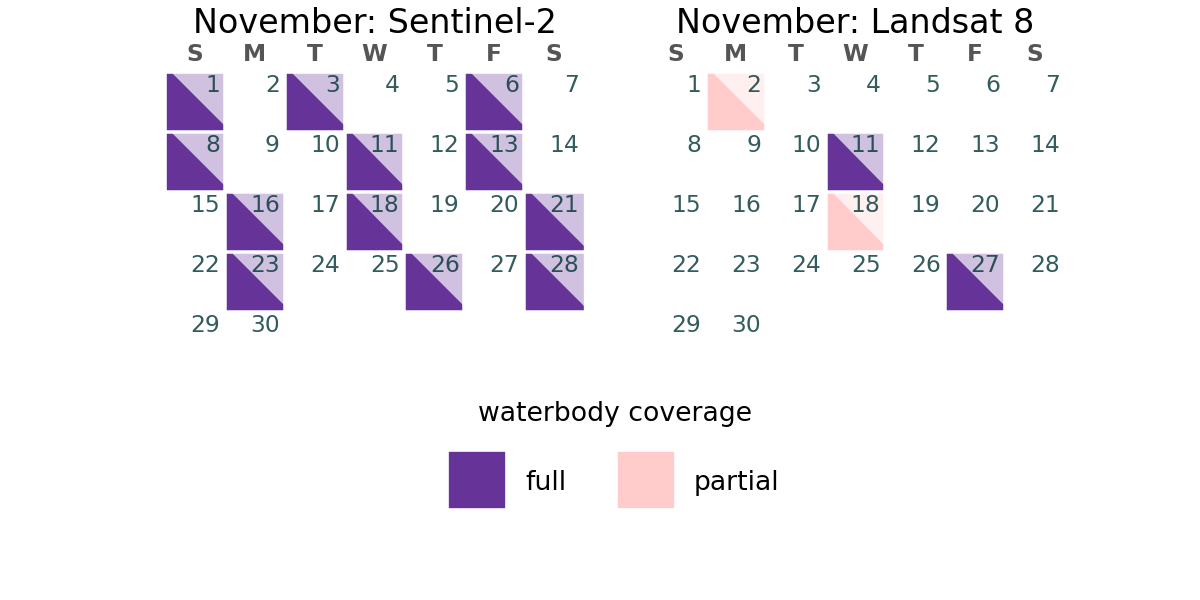 November: Sentinel-2
S M T W T F S
1 2 3 4 5 6 7
8 9 10 11 12 13 14
15 16 17 18 19 20 21
22 23 24 25 26 27 28
29 30
November: Landsat 8
S M T W T F S
1 2 3 4 5 6 7
8 9 10 11 12 13 14
15 16 17 18 19 20 21
22 23 24 25 26 27 28
29 30
waterbody coverage
full
partial